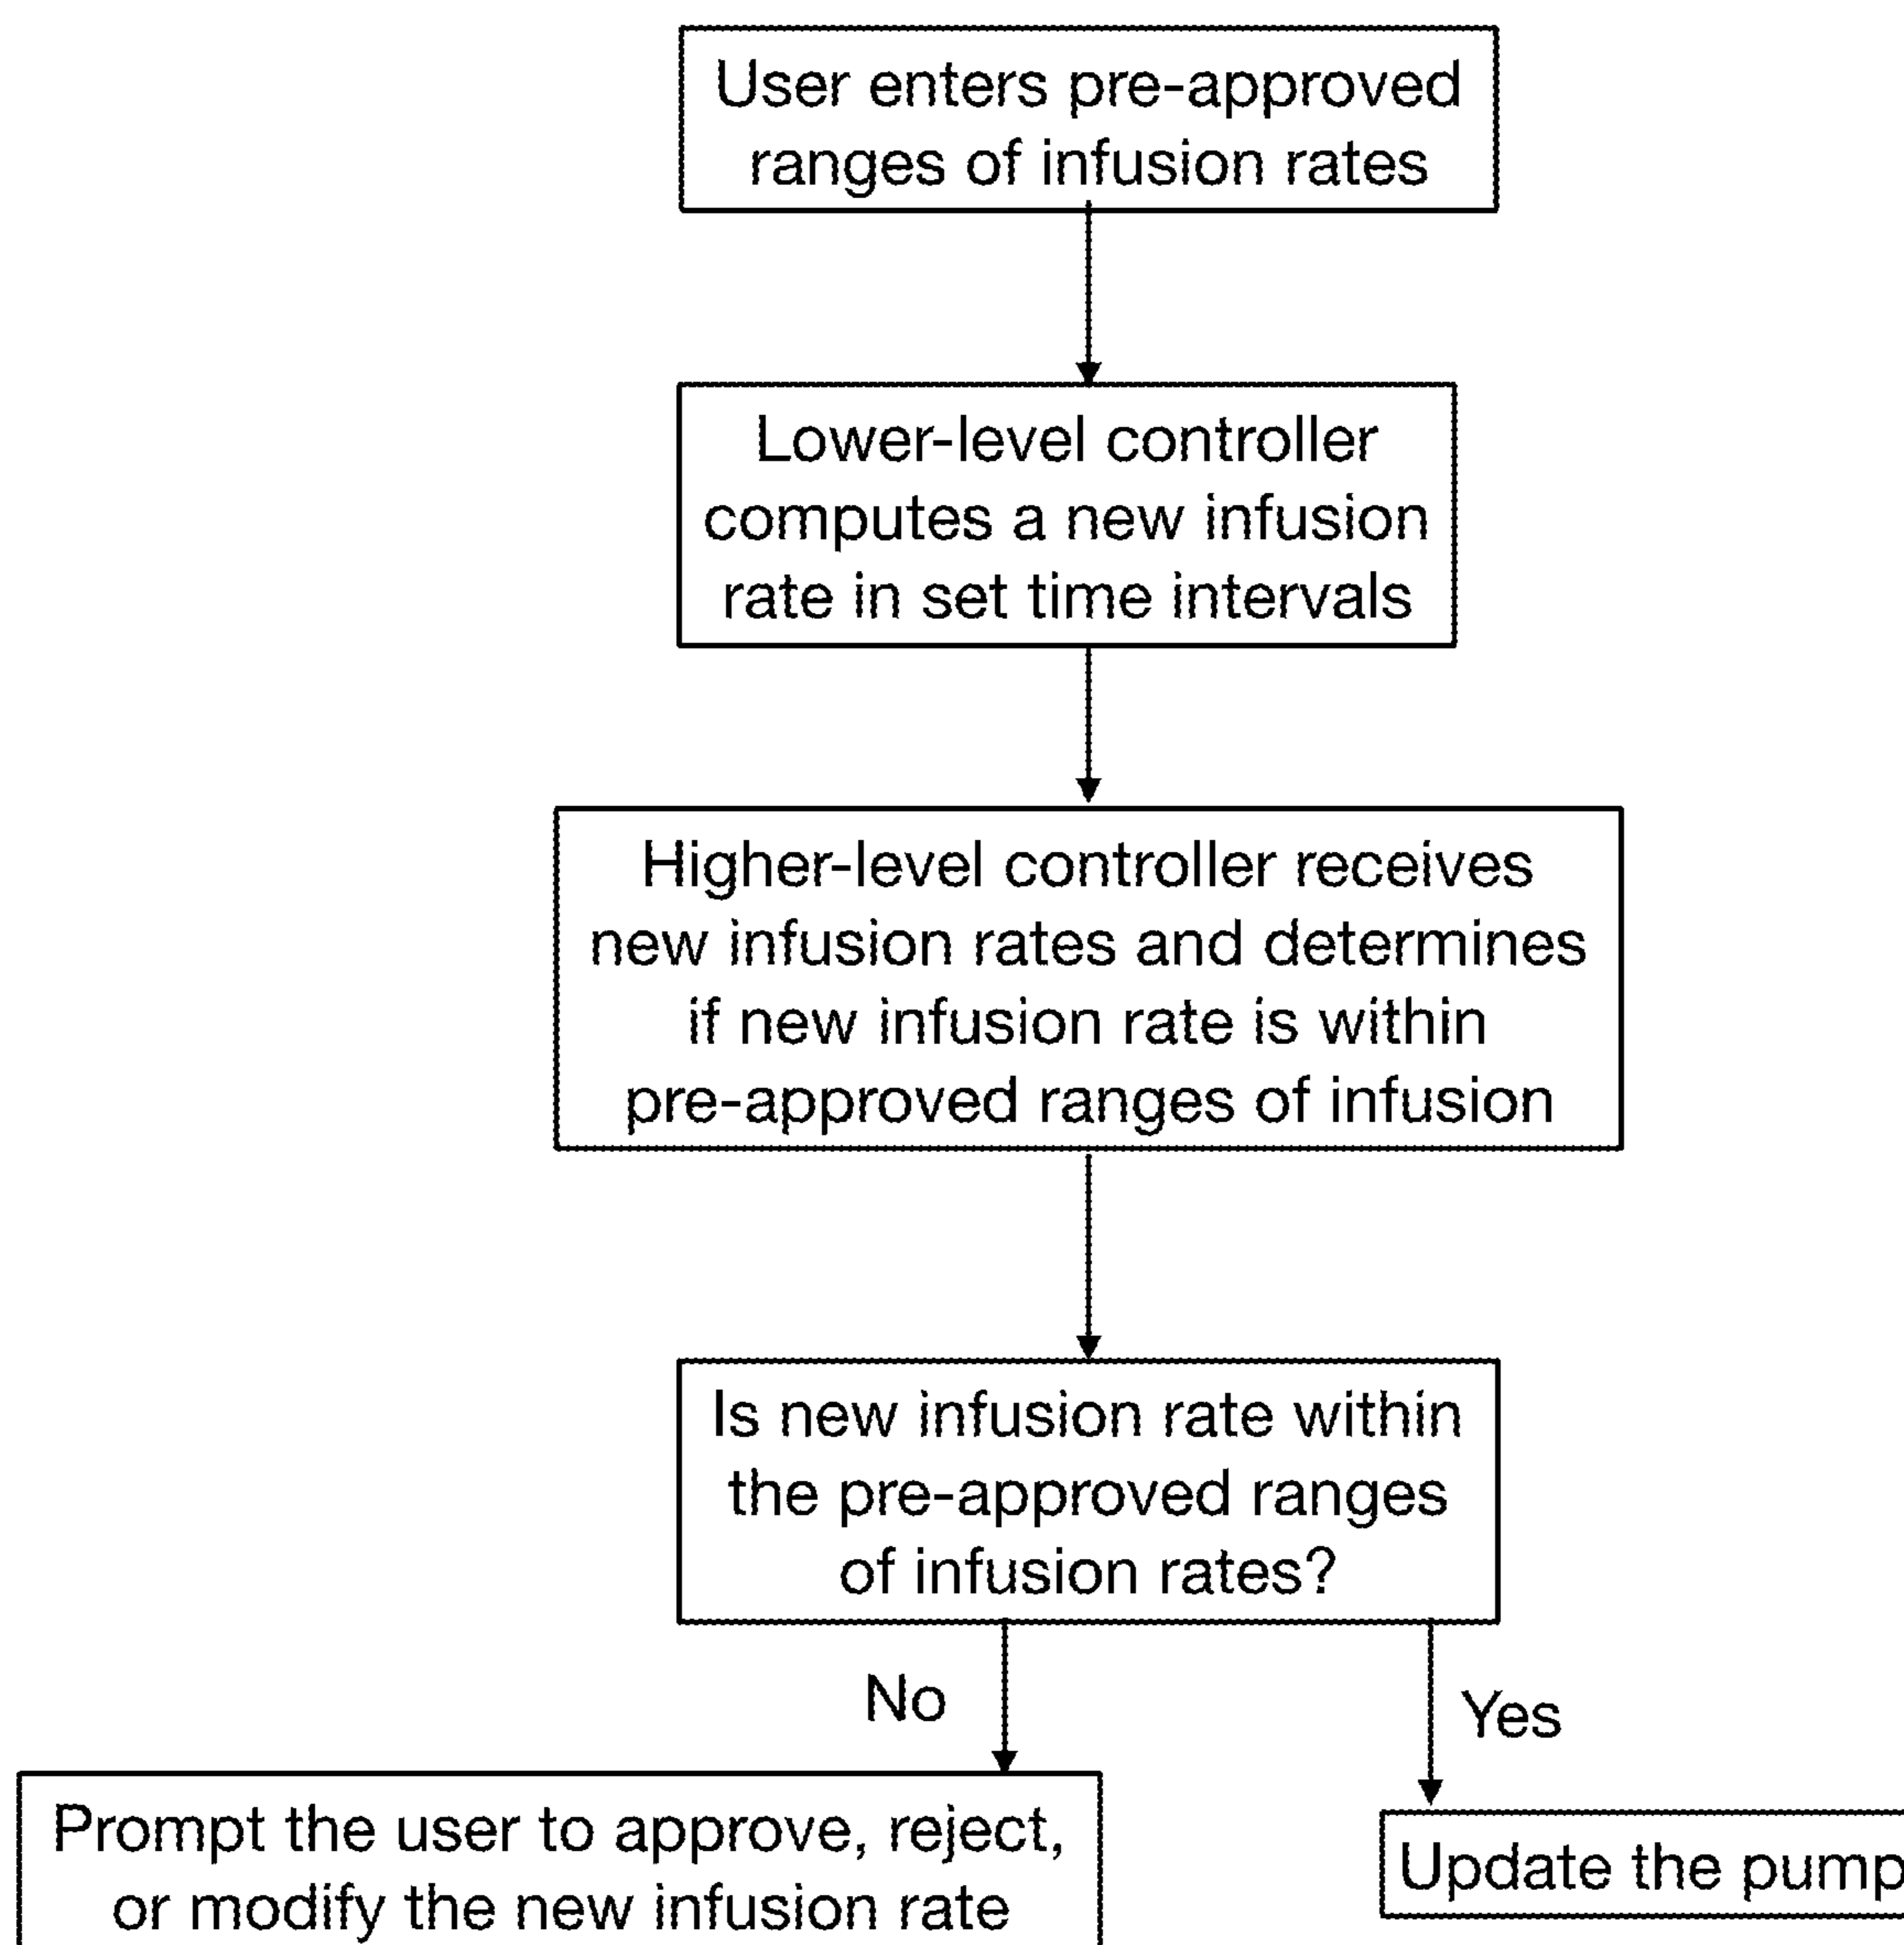 User enters pre-approved
ranges of infusion rates
Lower-level controller
computes a new infusion
rate in set time intervals
Higher-level controller receives
new infusion rates and determines
if new infusion rate is within
pre-approved ranges of infusion
Is new infusion rate within
the pre-approved ranges
of infusion rates?
No
Yes
Prompt the user to approve, reject,
or modify the new infusion rate
Update the pump